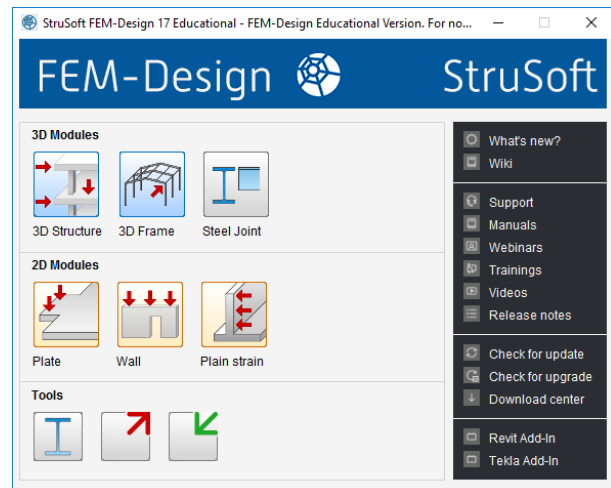 StruSoft FEM-Design 17 Educational - FEM-Design Educational Version. For no...
FEM-Design
StruSoft
3D Modules
3D Structure
3D Frame
Steel Joint
2D Modules
Plate
Wall
Plain strain
Tools
What's new?
Wiki
Support
Manuals
Webinars
Trainings
Videos
Release notes
Check for update
Check for upgrade
Download center
Revit Add-In
Tekla Add-In